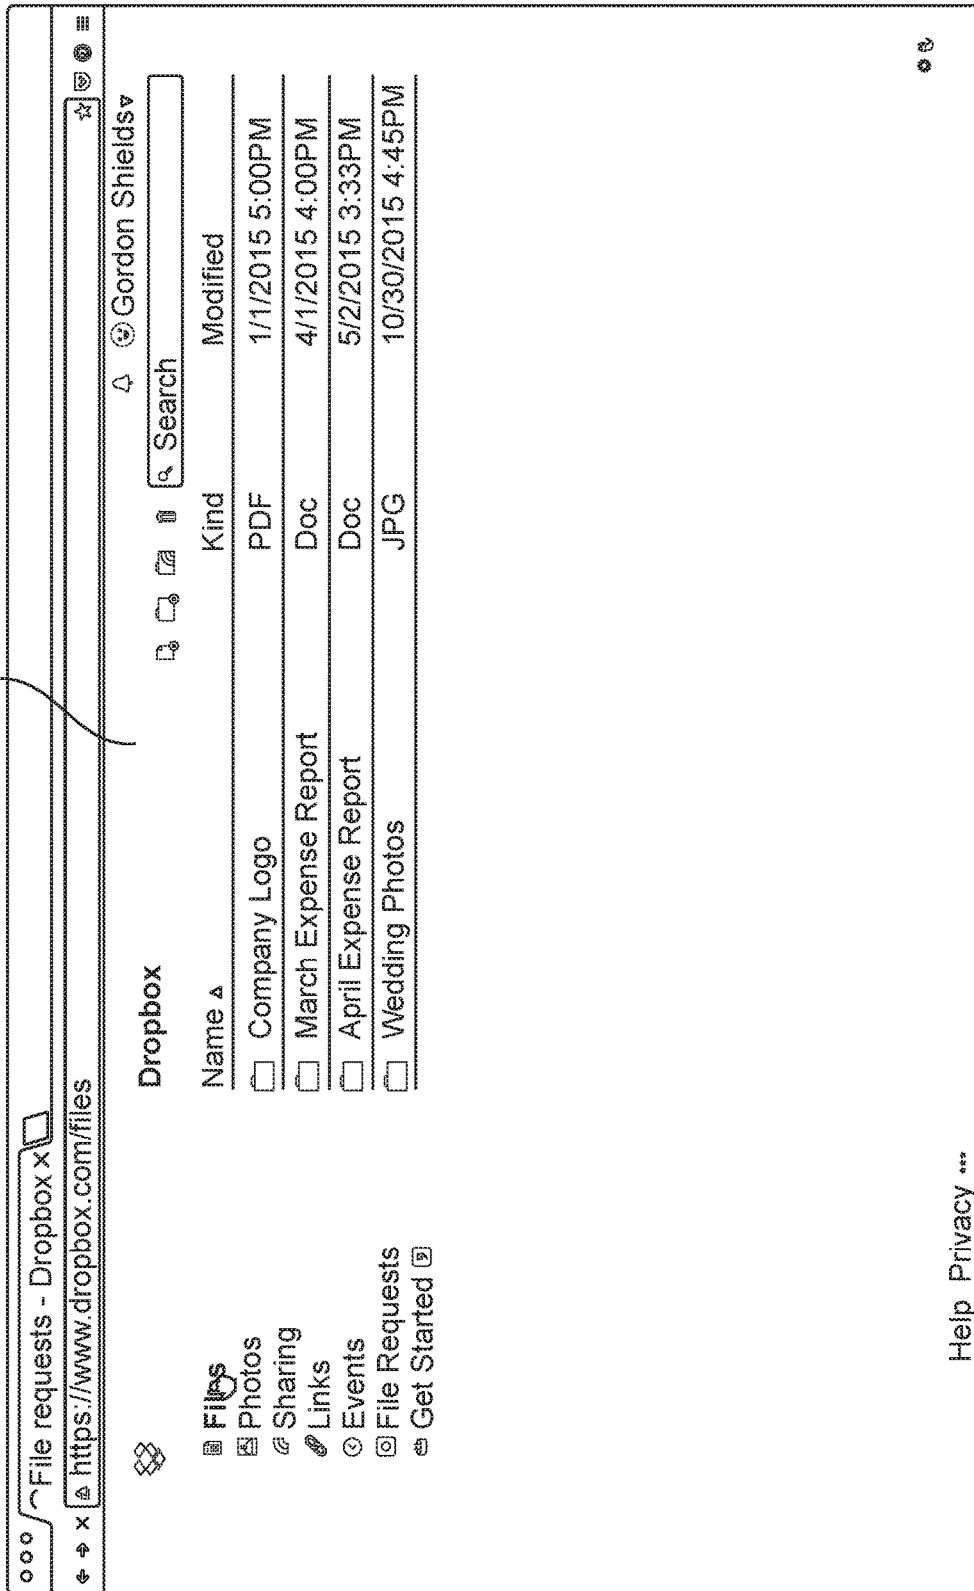 File requests - Dropbox x
https://www.dropbox.com/files
Gordon Shields
Dropbox
Search
Name Kind Modified
Company Logo PDF 1/1/2015 5:00PM
March Expense Report Doc 4/1/2015 4:00PM
April Expense Report Doc 5/2/2015 3:33PM
Wedding Photos JPG 10/30/2015 4:45PM
Files
Photos
Sharing
Links
Events
File Requests
Get Started
Help Privacy •••